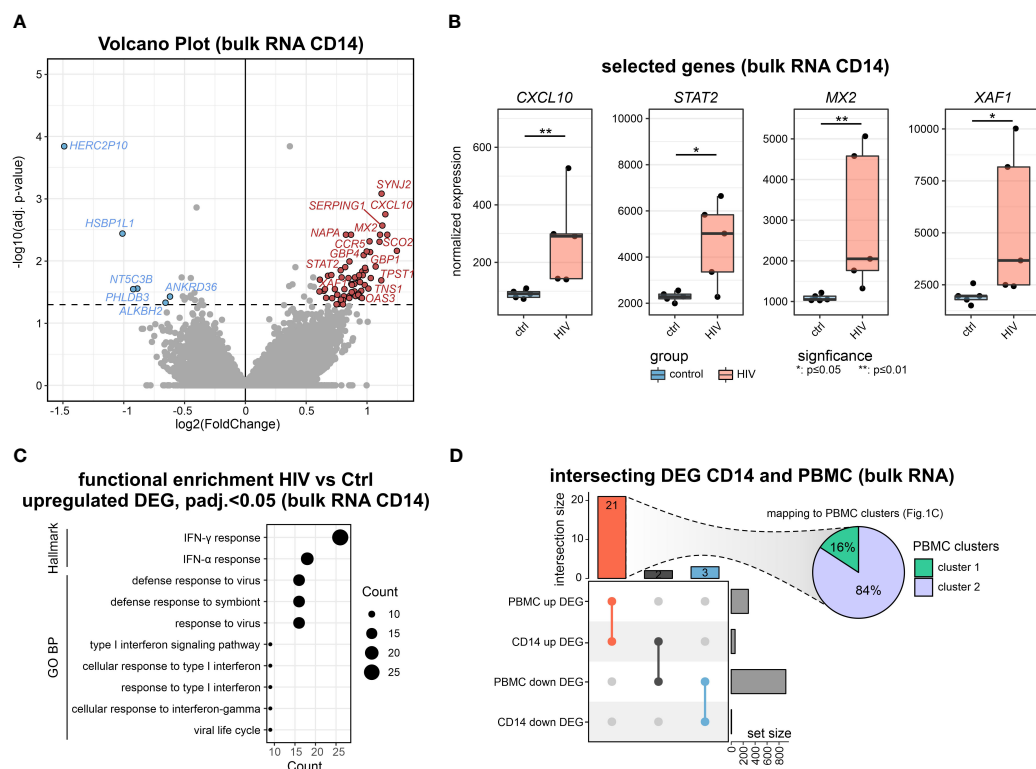 A
Volcano Plot (bulk RNA CD14)
-log10(adj. p-value)
5
4
3
2
1
0
HERC2P10
HSBP1L1
NT5C3B
ANKRD36
PHLDB3
ALKBH2
SYNJ2
SERPING1
CXCL10
NAPA
MX2
CCR5
SCO2
GBP4
GBP1
STAT2
TPST1
XAF1
TNS1
OAS3
-1.5
-1
-0.5
0
0.5
1
log2(FoldChange)
B
selected genes (bulk RNA CD14)
normalized expression
CXCL10
**
600
400
200
ctrl
HIV
STAT2
*
10000
8000
6000
4000
2000
ctrl
HIV
MX2
**
5000
4000
3000
2000
1000
ctrl
HIV
XAF1
*
10000
7500
5000
2500
ctrl
HIV
group
control
HIV
signficance
*: p≤0.05 **: p≤0.01
C
functional enrichment HIV vs Ctrl
upregulated DEG, padj.<0.05 (bulk RNA CD14)
Hallmark
IFN-γ response
IFN-α response
GO BP
defense response to virus
defense response to symbiont
response to virus
type I interferon signaling pathway
cellular response to type I interferon
response to type I interferon
cellular response to interferon-gamma
viral life cycle
10 15 20 25
Count
Count
10
15
20
25
D
intersecting DEG CD14 and PBMC (bulk RNA)
intersection size
20
10
0
21
2
3
mapping to PBMC clusters (Fig.1C)
16%
84%
PBMC clusters
cluster 1
cluster 2
PBMC up DEG
CD14 up DEG
PBMC down DEG
CD14 down DEG
set size
0
200
400
600
800